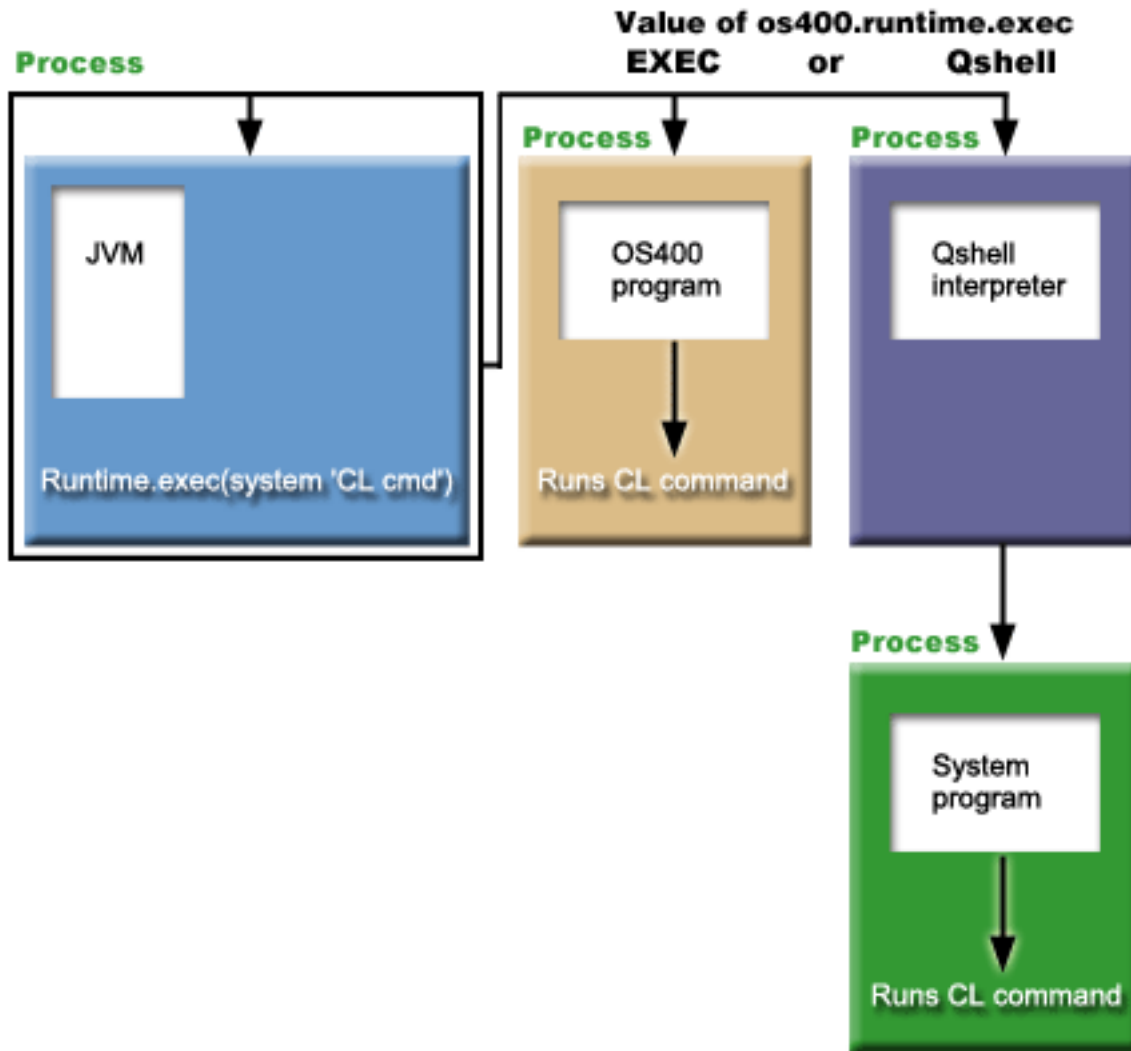 Value of os400.runtime.exec
EXEC or Qshell
Process
Process
Process
JVM
OS400
program
Qshell
interpreter
Runtime.exec(system 'CL cmd')
Runs CL command
Process
System
program
Runs CL command